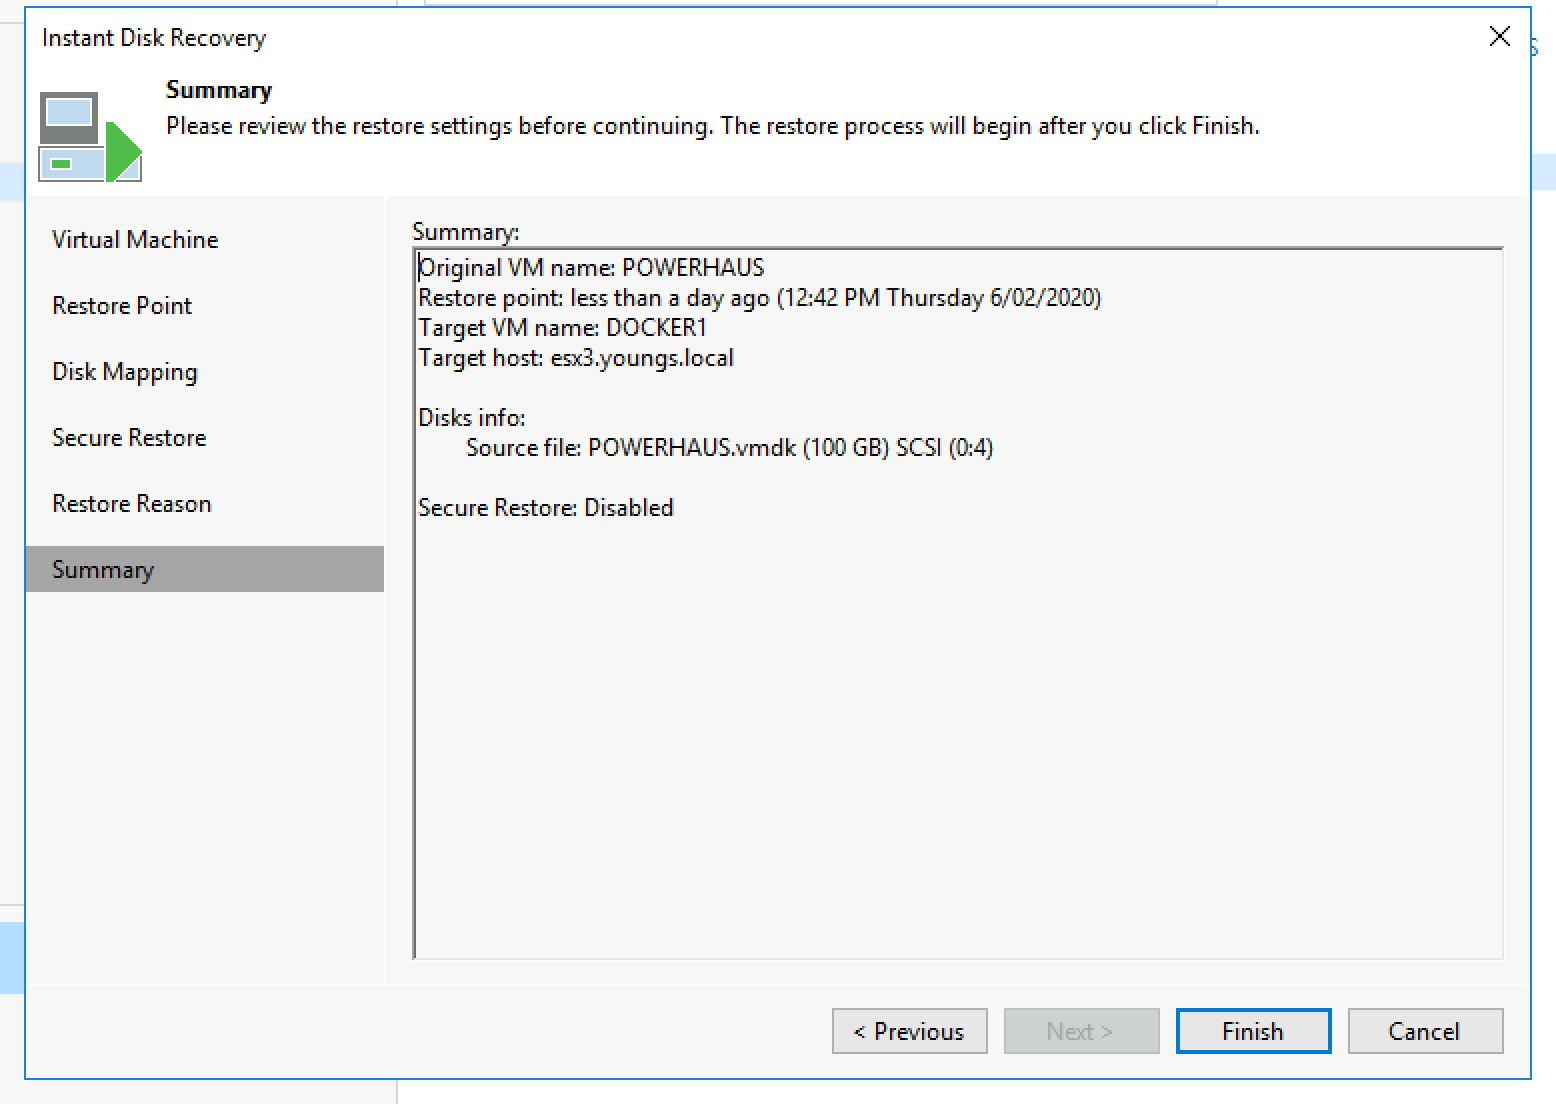 Instant Disk Recovery
Summary
Please review the restore settings before continuing. The restore process will begin after you click Finish.
Virtual Machine
Restore Point
Disk Mapping
Secure Restore
Restore Reason
Summary
Summary:
Original VM name: POWERHAUS
Restore point: less than a day ago (12:42 PM Thursday 6/02/2020)
Target VM name: DOCKER1
Target host: esx3.youngs.local
Disks info:
Source file: POWERHAUS.vmdk (100 GB) SCSI (0:4)
Secure Restore: Disabled
< Previous
Next >
Finish
Cancel